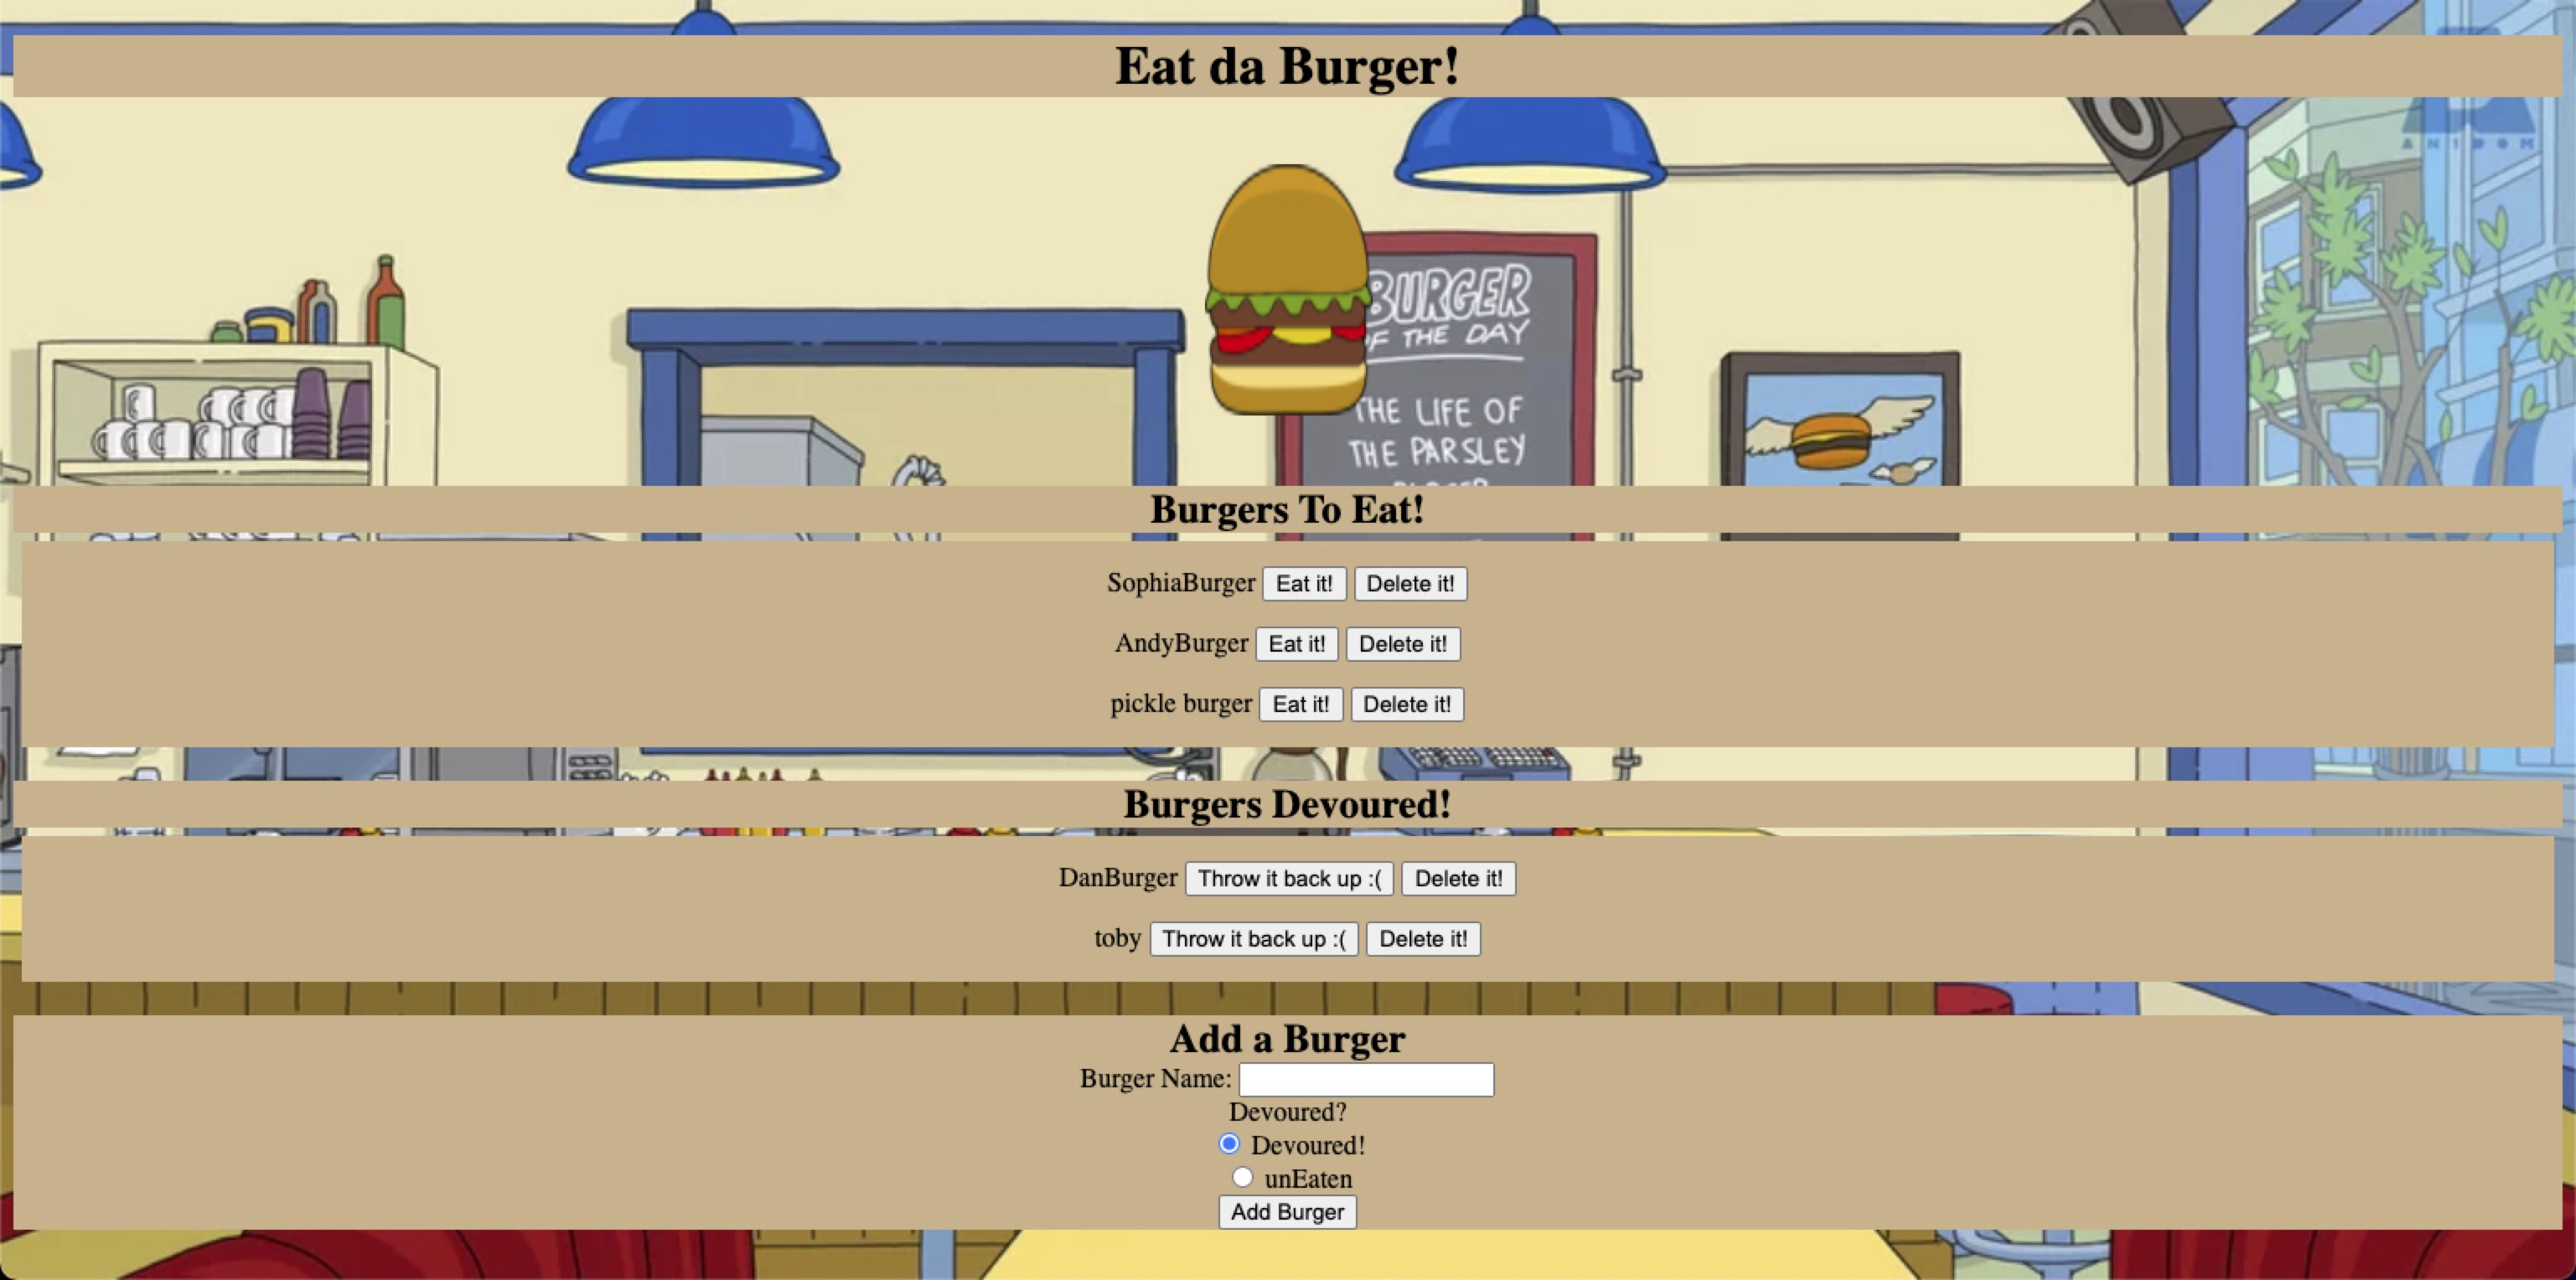 Eat da Burger!
ANIDOM
BURGER
OF THE DAY
THE LIFE OF
THE PARSLEY
Burgers To Eat!
SophiaBurger Eat it! Delete it!
AndyBurger Eat it! Delete it!
pickle burger Eat it! Delete it!
Burgers Devoured!
DanBurger Throw it back up :( Delete it!
toby Throw it back up :( Delete it!
Add a Burger
Burger Name:
Devoured?
Devoured!
unEaten
Add Burger